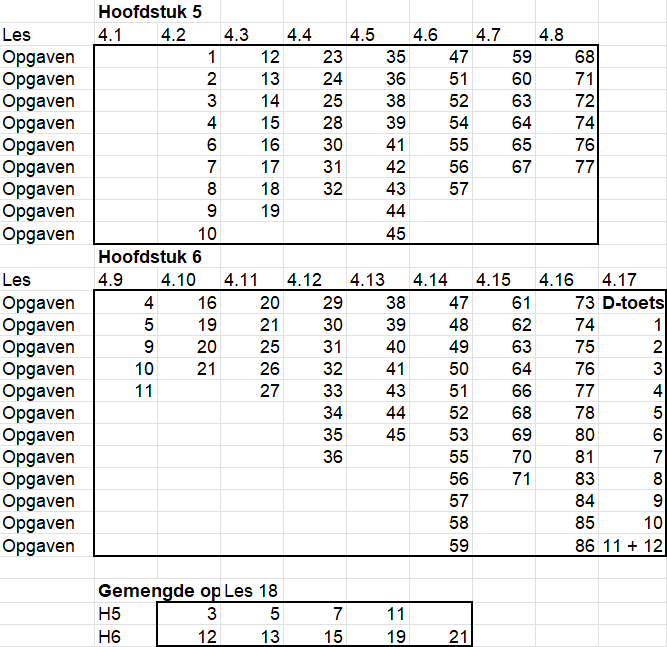 Hoofdstuk 5
Les 4.1 4.2 4.3 4.4 4.5 4.6 4.7 4.8
Opgaven 1 12 23 35 47 59 68
Opgaven 2 13 24 36 51 60 71
Opgaven 3 14 25 38 52 63 72
Opgaven 4 15 28 39 54 64 74
Opgaven 6 16 30 41 55 65 76
Opgaven 7 17 31 42 56 67 77
Opgaven 8 18 32 43 57
Opgaven 9 19 44
Opgaven 10 45
Hoofdstuk 6
Les 4.9 4.10 4.11 4.12 4.13 4.14 4.15 4.16 4.17
Opgaven 4 16 20 29 38 47 61 73 D-toets
Opgaven 5 19 21 30 39 48 62 74 1
Opgaven 9 20 25 31 40 49 63 75 2
Opgaven 10 21 26 32 41 50 64 76 3
Opgaven 11 27 33 43 51 66 77 4
Opgaven 34 44 52 68 78 5
Opgaven 35 45 53 69 80 6
Opgaven 36 55 70 81 7
Opgaven 56 71 83 8
Opgaven 57 84 9
Opgaven 58 85 10
Opgaven 59 86 11 + 12
Gemengde op Les 18
H5 3 5 7 11
H6 12 13 15 19 21